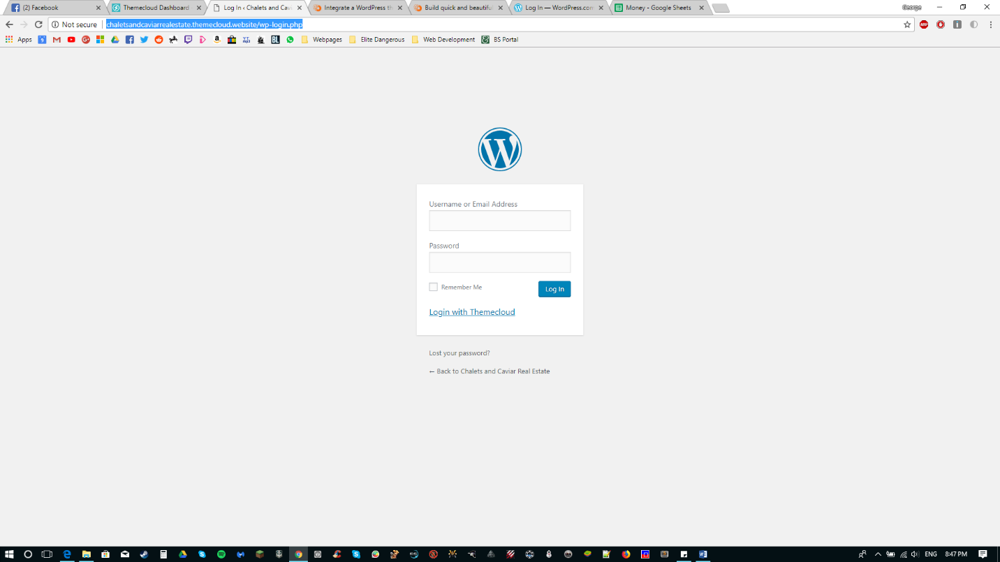 (2) Facebook
Themecloud Dashboard
Log In ‹ Chalets and Cavi
Integrate a WordPress th
Build quick and beautiful
Log In — WordPress.com
Money - Google Sheets
George
Not secure
chaletsandcaviarrealestate.themecloud.website/wp-login.php
ABP
Apps
Webpages
Elite Dangerous
Web Development
BS Portal
Username or Email Address
Password
Remember Me
Log In
Login with Themecloud
Lost your password?
← Back to Chalets and Caviar Real Estate
ENG
8:47 PM